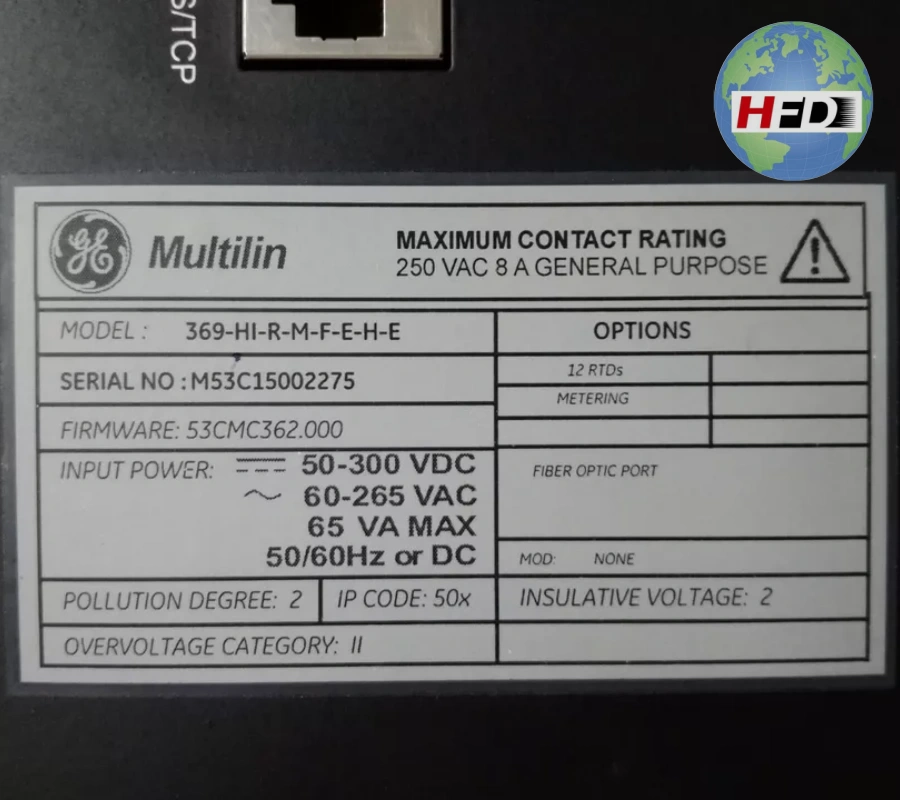 S/TCP
HFD
GE Multilin
MAXIMUM CONTACT RATING
250 VAC 8 A GENERAL PURPOSE
MODEL : 369-HI-R-M-F-E-H-E
SERIAL NO : M53C15002275
FIRMWARE: 53CMC362.000
INPUT POWER: 50-300 VDC
60-265 VAC
65 VA MAX
50/60Hz or DC
POLLUTION DEGREE: 2
IP CODE: 50x
OVERVOLTAGE CATEGORY: II
OPTIONS
12 RTDs
METERING
FIBER OPTIC PORT
MOD: NONE
INSULATIVE VOLTAGE: 2